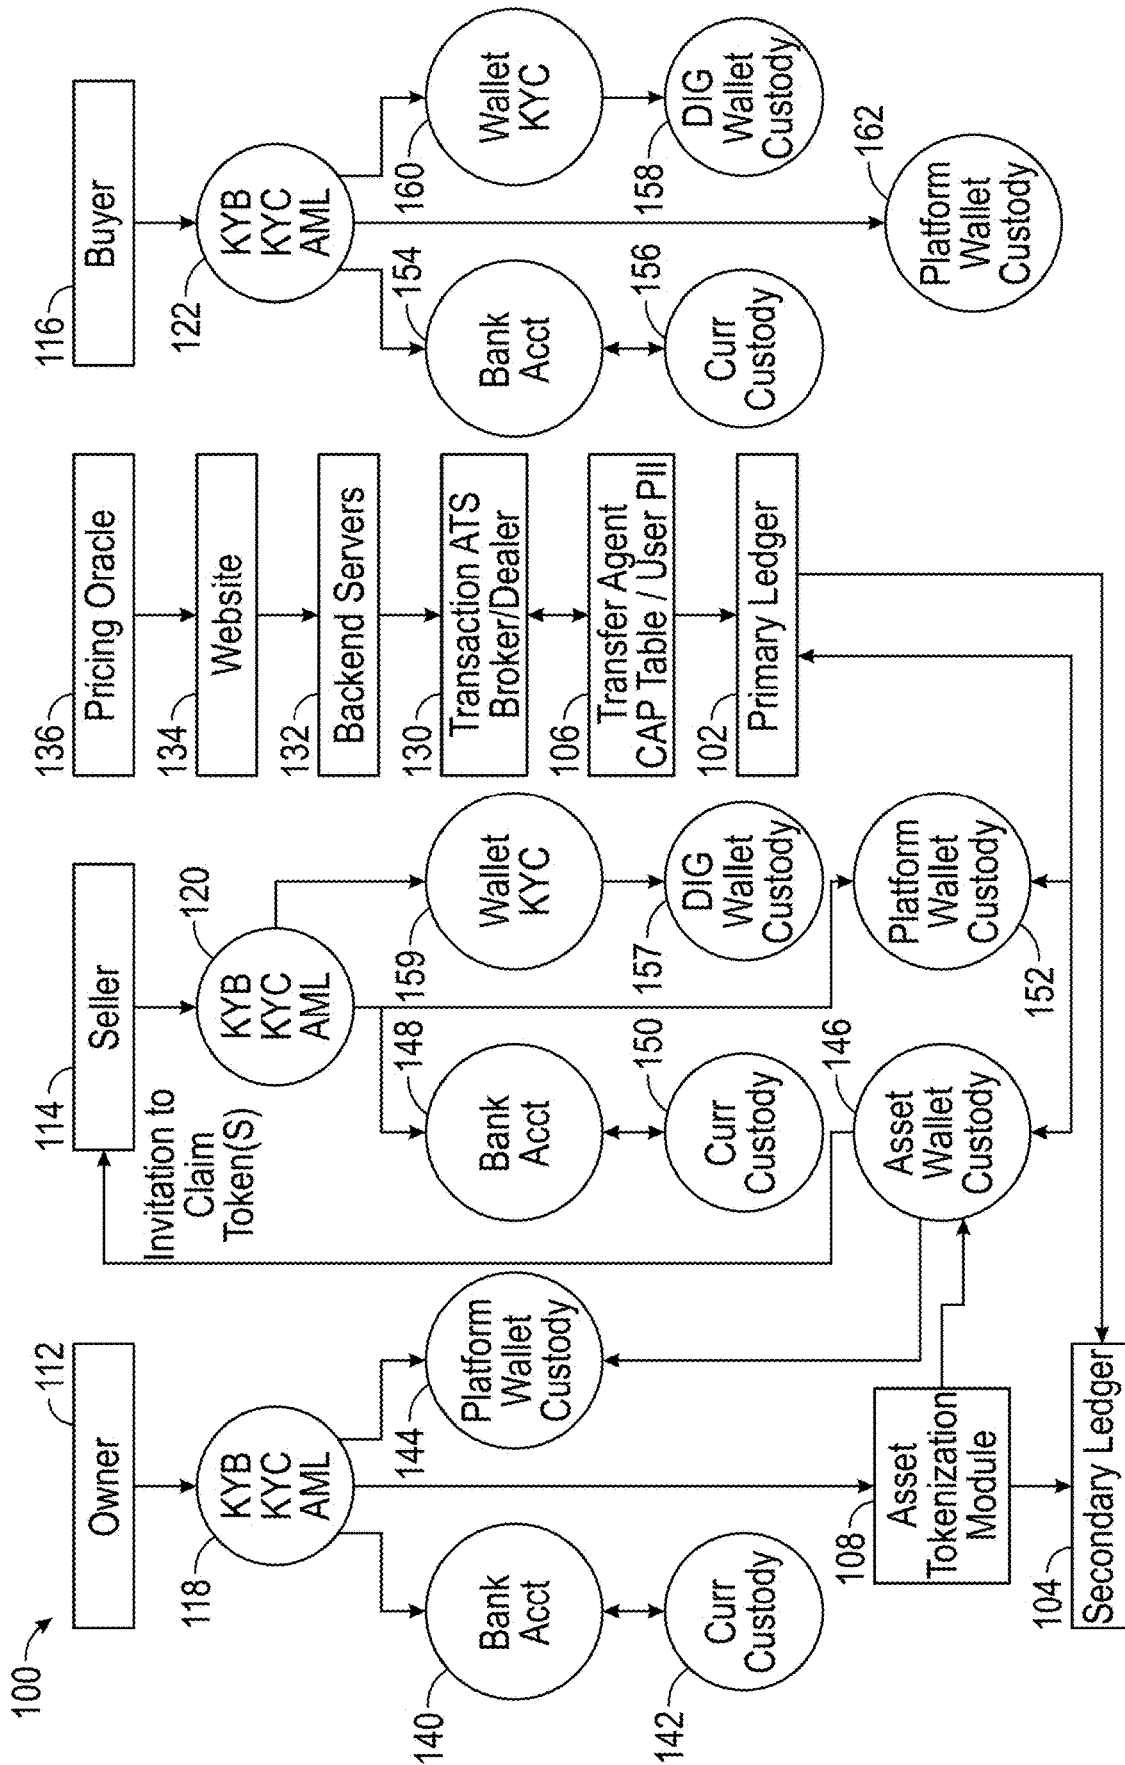 100
112
Owner
118
KYB
KYC
AML
140
Bank
Acct
142
Curr
Custody
144
Platform
Wallet
Custody
108
Asset
Tokenization
Module
104
Secondary Ledger
114
Seller
Invitation to
Claim
Token(S)
120
KYB
KYC
AML
148
Bank
Acct
150
Curr
Custody
159
Wallet
KYC
157
DIG
Wallet
Custody
146
Asset
Wallet
Custody
152
Platform
Wallet
Custody
136
Pricing Oracle
134
Website
132
Backend Servers
130
Transaction ATS
Broker/Dealer
106
Transfer Agent
CAP Table / User PII
102
Primary Ledger
116
Buyer
122
KYB
KYC
AML
154
Bank
Acct
156
Curr
Custody
160
Wallet
KYC
158
DIG
Wallet
Custody
162
Platform
Wallet
Custody